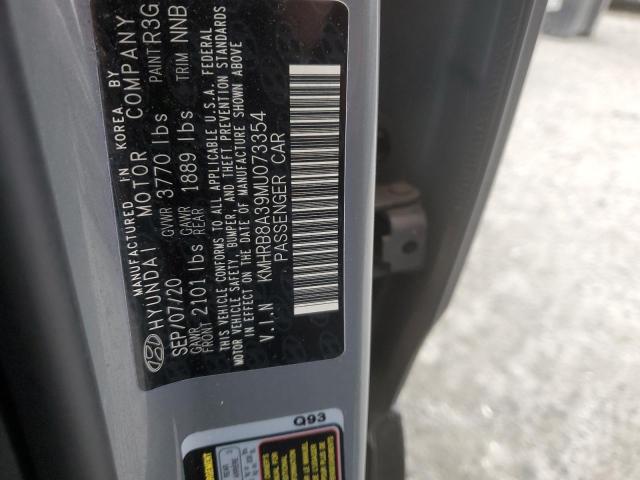 MANUFACTURED IN KOREA BY
HYUNDAI MOTOR COMPANY
SEP/07/20 GVWR 3770 lbs PAINT R3G
GAWR FRONT 2101 lbs GAWR REAR 1889 lbs TRIM NNB
THIS VEHICLE CONFORMS TO ALL APPLICABLE U.S.A. FEDERAL
MOTOR VEHICLE SAFETY, BUMPER, AND THEFT PREVENTION STANDARDS
IN EFFECT ON THE DATE OF MANUFACTURE SHOWN ABOVE
V.I.N KMHRB8A39MU073354
PASSENGER CAR
Q93